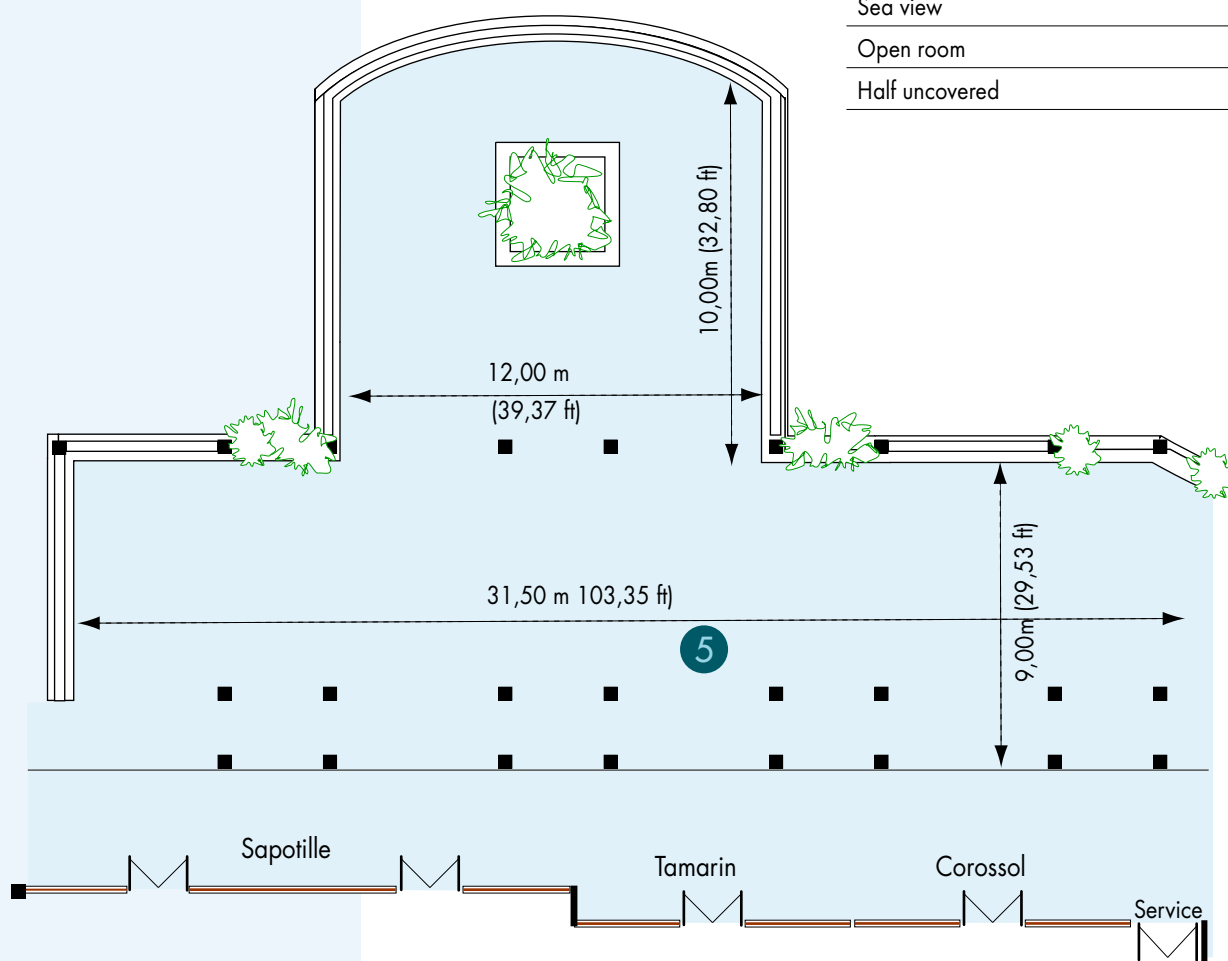 Sea view
Open room
Half uncovered
10,00m (32,80 ft)
12,00 m
(39,37 ft)
31,50 m 103,35 ft)
9,00m (29,53 ft)
5
Sapotille
Tamarin
Corossol
Service